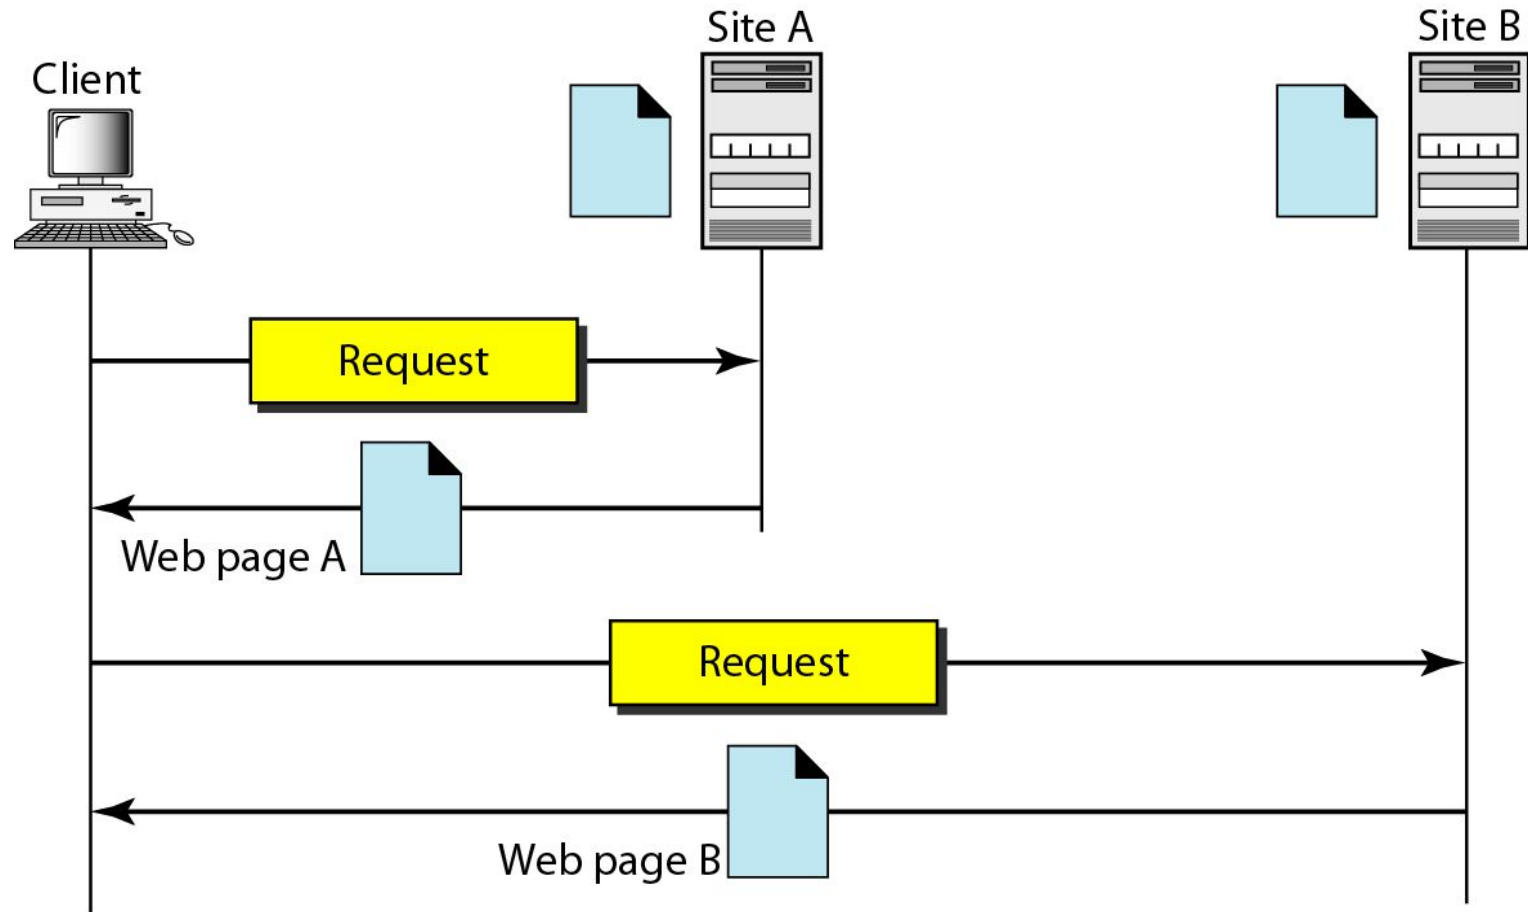 Site A
Site B
Client
Request
Web page A
Request
Web page B